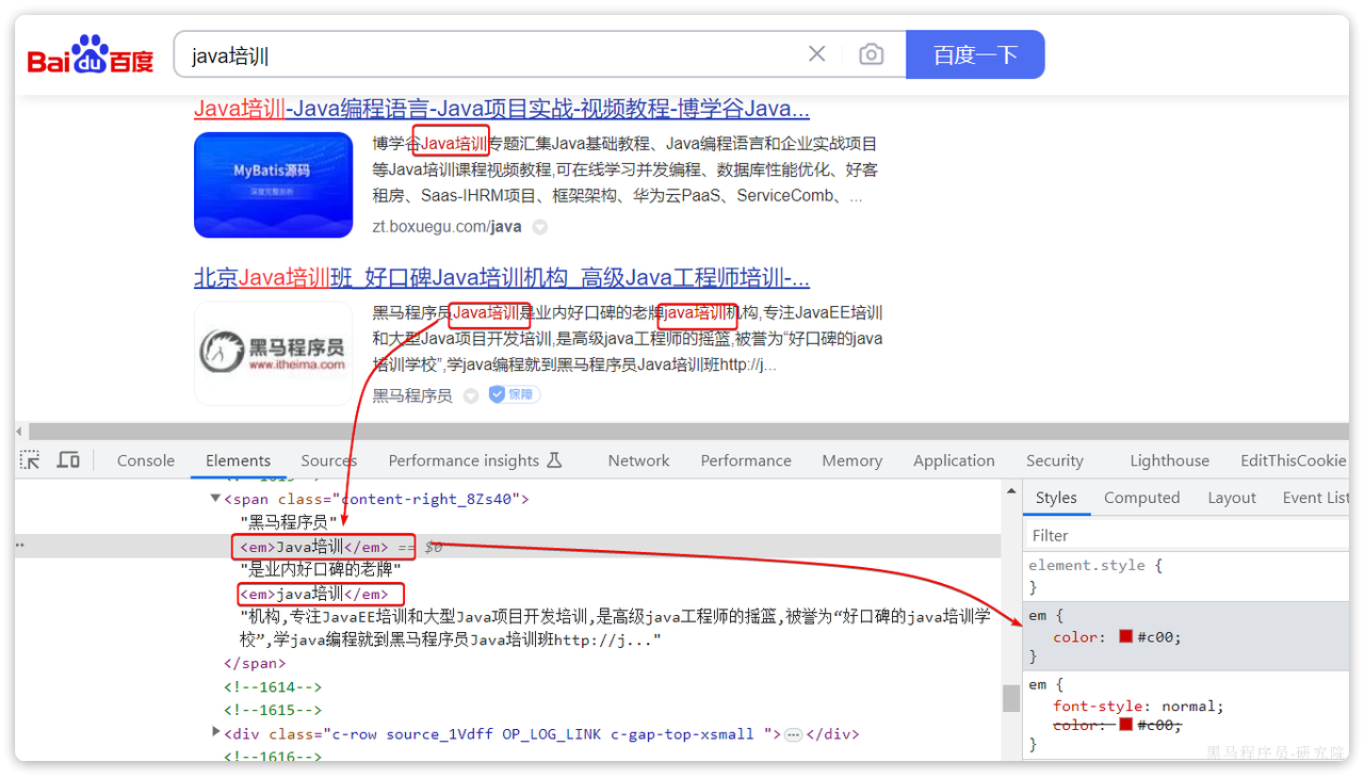 Bai du 百度
java培训
百度一下
Java培训-Java编程语言-Java项目实战-视频教程-博学谷Java...
MyBatis源码
深度完整剖析
博学谷Java培训专题汇集Java基础教程、Java编程语言和企业实战项目
等Java培训课程视频教程,可在线学习并发编程、数据库性能优化、好客
租房、Saas-IHRM项目、框架架构、华为云PaaS、ServiceComb、...
zt.boxuegu.com/java
北京Java培训班_好口碑Java培训机构_高级Java工程师培训-...
黑马程序员
www.itheima.com
黑马程序员Java培训是业内好口碑的老牌java培训机构,专注JavaEE培训
和大型Java项目开发培训,是高级java工程师的摇篮,被誉为“好口碑的java
培训学校”,学java编程就到黑马程序员Java培训班http://j...
黑马程序员 保障
Console Elements Sources Performance insights Network Performance Memory Application Security Lighthouse EditThisCookie
<span class="content-right_8Zs40">
"黑马程序员"
<em>Java培训</em> == $0
"是业内好口碑的老牌"
<em>java培训</em>
"机构,专注JavaEE培训和大型Java项目开发培训,是高级java工程师的摇篮,被誉为“好口碑的java培训学
校”,学java编程就到黑马程序员Java培训班http://j..."
</span>
<!--1614-->
<!--1615-->
<div class="c-row source_1Vdff OP_LOG_LINK c-gap-top-xsmall ">…</div>
<!--1616-->
Styles Computed Layout Event List
Filter
element.style {
}
em {
color: #c00;
}
em {
font-style: normal;
color: #c00;
}
黑马程序员-研究院